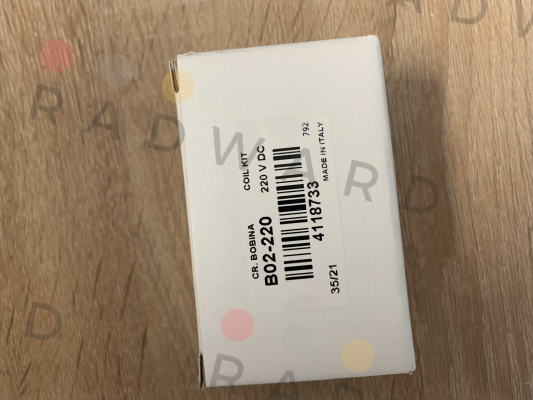 CR. BOBINA COIL KIT
B02-220 220 V DC
4118733
35/21 MADE IN ITALY 792
RADWARD
RADWARD
D
RADWA